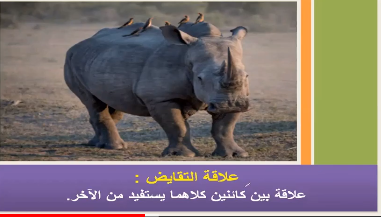 علاقة التقايض :
علاقة بين كائنين كلاهما يستفيد من الآخر.